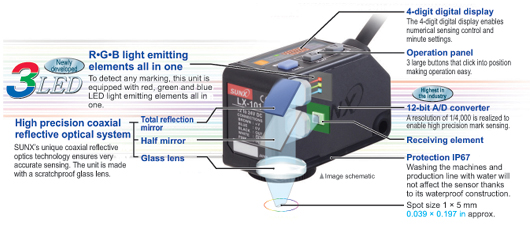 4-digit digital display
The 4-digit digital display enables
numerical sensing control and
minute settings.
Operation panel
3 large buttons that click into position
making operation easy.
Highest in
the industry
12-bit A/D converter
A resolution of 1/4,000 is realized to
enable high precision mark sensing.
Receiving element
Protection IP67
Washing the machines and
production line with water will
not affect the sensor thanks
to its waterproof construction.
Spot size 1 × 5 mm
0.039 × 0.197 in approx.
Newly
developed
3 LED
R•G•B light emitting
elements all in one
To detect any marking, this unit is
equipped with red, green and blue
LED light emitting elements all in
one.
High precision coaxial
reflective optical system
SUNX's unique coaxial reflective
optics technology ensures very
accurate sensing. The unit is made
with a scratchproof glass lens.
Total reflection
mirror
Half mirror
Glass lens
SUNX
LX-101
▲Image schematic